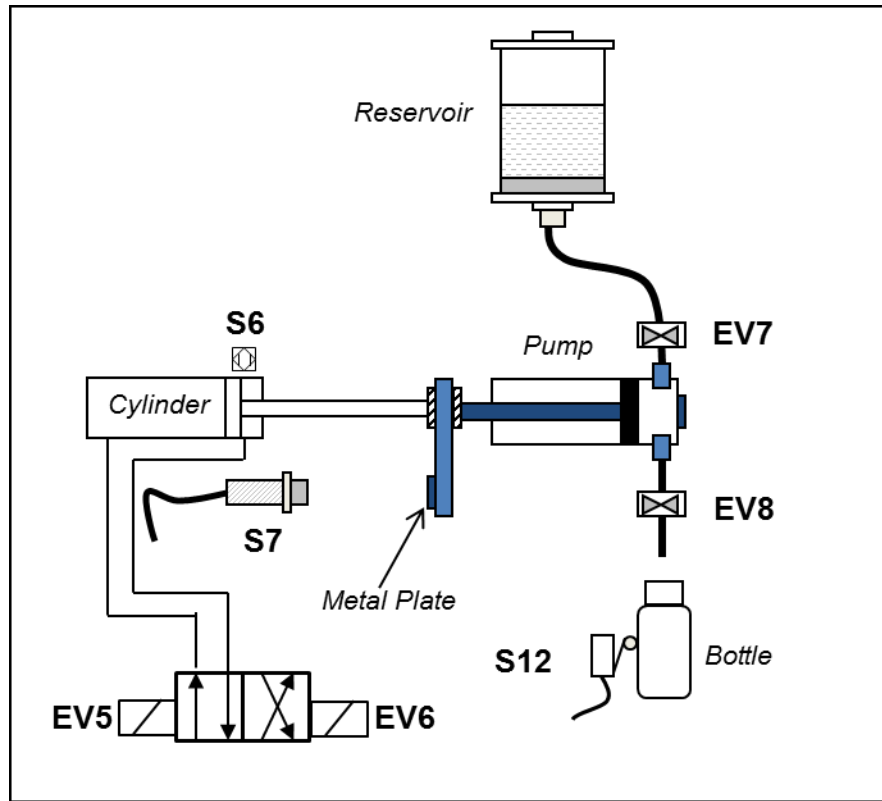 Reservoir
EV7
S6
Pump
Cylinder
EV8
S7
Metal Plate
S12
Bottle
EV5
EV6